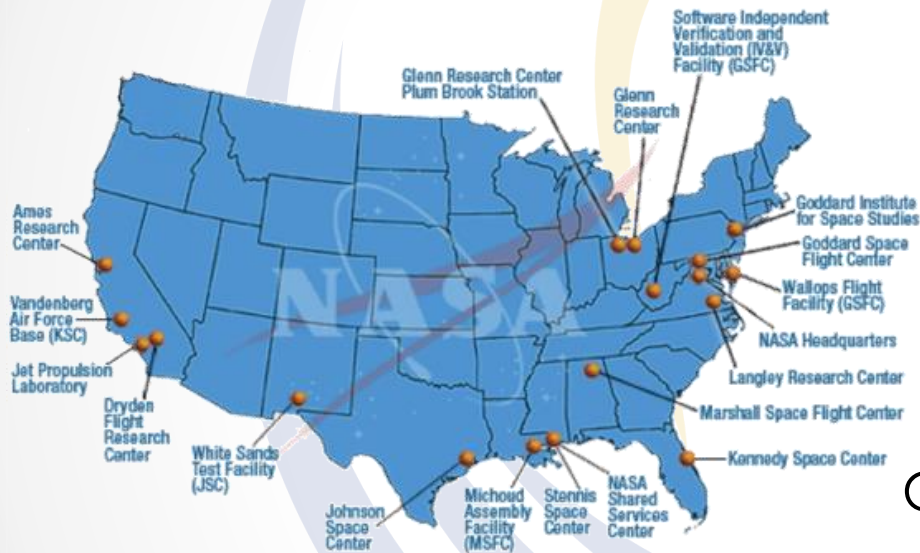 Software Independent
Verification and
Validation (IV&V)
Facility (GSFC)
Glenn Research Center
Plum Brook Station
Glenn
Research
Center
Ames
Research
Center
Goddard Institute
for Space Studies
Goddard Space
Flight Center
Wallops Flight
Facility (GSFC)
NASA
Vandenberg
Air Force
Base (KSC)
NASA Headquarters
Jet Propulsion
Laboratory
Langley Research Center
Dryden
Flight
Research
Center
Marshall Space Flight Center
White Sands
Test Facility
(JSC)
Kennedy Space Center
Johnson
Space
Center
Michoud
Assembly
Facility
(MSFC)
Stennis
Space
Center
NASA
Shared
Services
Center